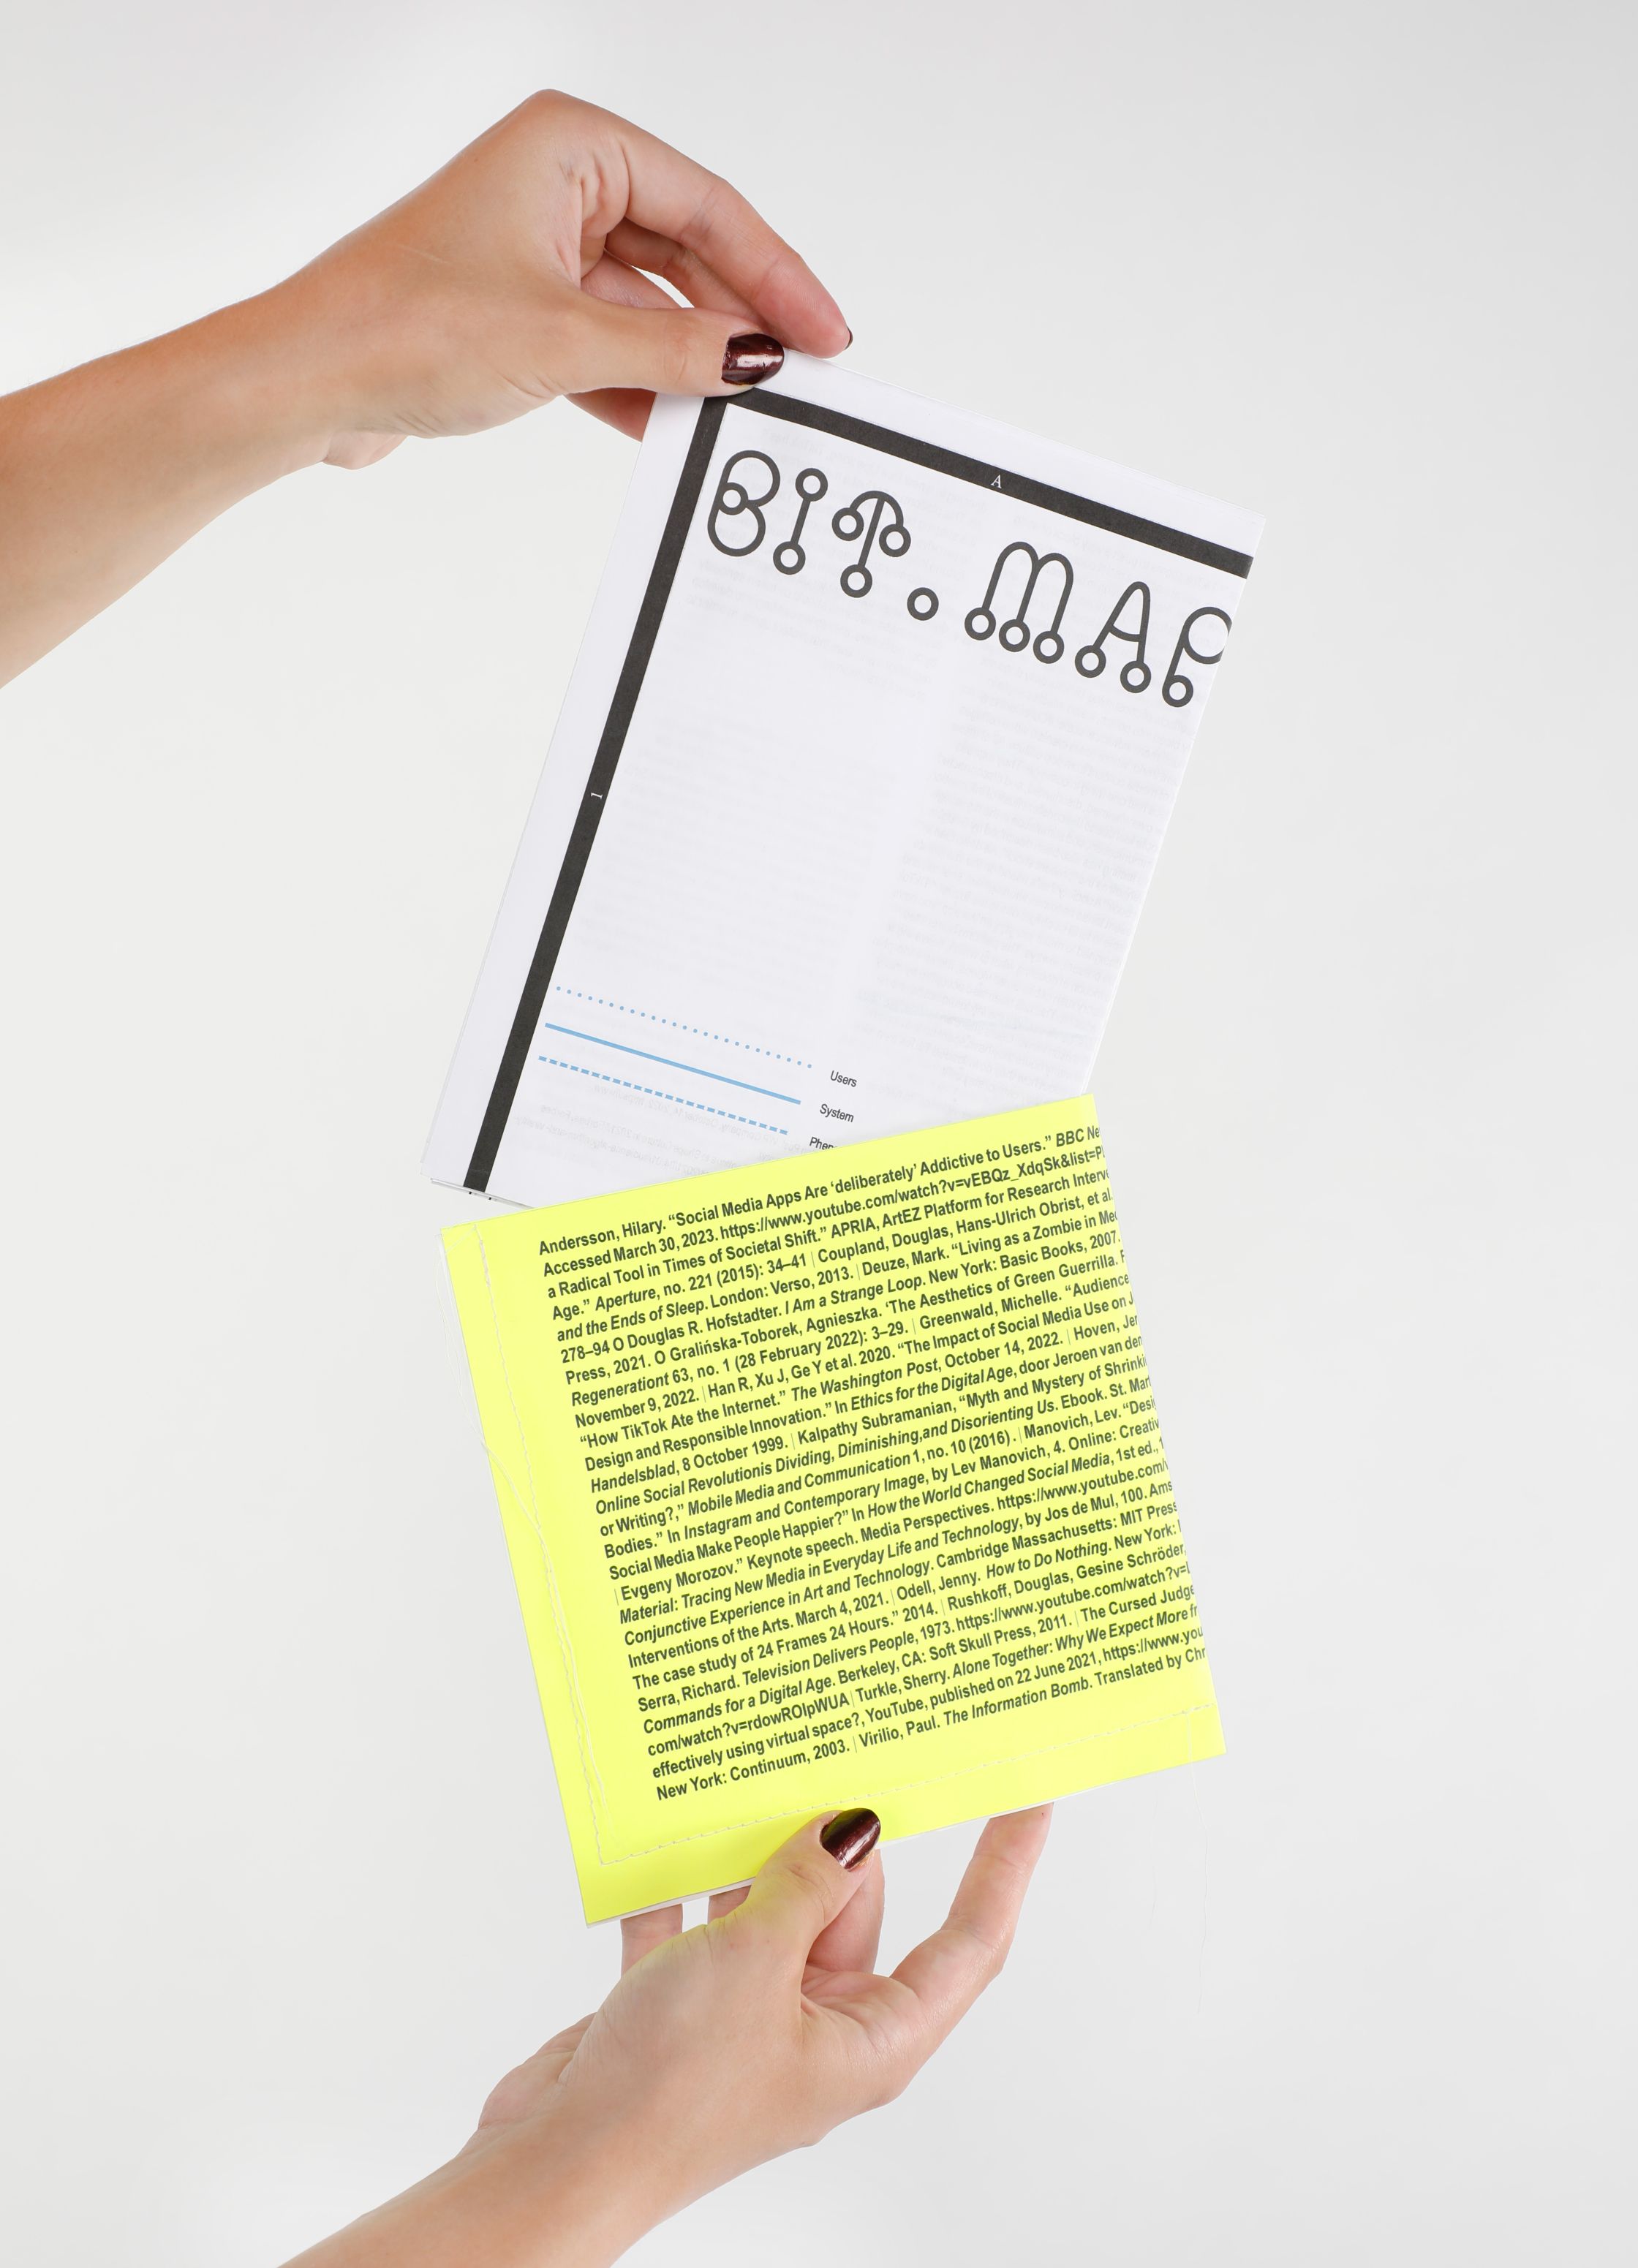 A
BIT.MAP
1
Users
System
Andersson, Hilary. “Social Media Apps Are ‘deliberately’ Addictive to Users.” BBC
Accessed March 30, 2023. https://www.youtube.com/watch?v=vEBQz_XdqSk&list=P
a Radical Tool in Times of Societal Shift.” APRIA, ArtEZ Platform for Research
Age.” Aperture, no. 221 (2015): 34–41 | Coupland, Douglas, Hans-Ulrich Obrist, et al.
and the Ends of Sleep. London: Verso, 2013. | Deuze, Mark. “Living as a Zombie in
278–94 O Douglas R. Hofstadter. I Am a Strange Loop. New York: Basic Books, 2007.
Press, 2021. O Gralińska-Toborek, Agnieszka. ‘The Aesthetics of Green Guerrilla.
Regenerationt 63, no. 1 (28 February 2022): 3–29. | Greenwald, Michelle. “Audience
November 9, 2022. | Han R, Xu J, Ge Y et al. 2020. “The Impact of Social Media Use on
“How TikTok Ate the Internet.” The Washington Post, October 14, 2022. | Hoven,
Design and Responsible Innovation.” In Ethics for the Digital Age, door Jeroen van den
Handelsblad, 8 October 1999. | Kalpathy Subramanian, “Myth and Mystery of
Online Social Revolutionis Dividing, Diminishing,and Disorienting Us. Ebook. St.
or Writing?,” Mobile Media and Communication 1, no. 10 (2016) . | Manovich, Lev.
Bodies.” In Instagram and Contemporary Image, by Lev Manovich, 4. Online:
Social Media Make People Happier?” In How the World Changed Social Media, 1st ed.,
| Evgeny Morozov.” Keynote speech. Media Perspectives. https://www.youtube.com/
Material: Tracing New Media in Everyday Life and Technology, by Jos de Mul, 100.
Conjunctive Experience in Art and Technology. Cambridge Massachusetts: MIT Press
Interventions of the Arts. March 4, 2021. | Odell, Jenny. How to Do Nothing. New York:
The case study of 24 Frames 24 Hours.” 2014. | Rushkoff, Douglas, Gesine Schröder,
Serra, Richard. Television Delivers People, 1973. https://www.youtube.com/watch?v=
Commands for a Digital Age. Berkeley, CA: Soft Skull Press, 2011. | The Cursed
com/watch?v=rdowROlpWUA | Turkle, Sherry. Alone Together: Why We Expect More
effectively using virtual space?, YouTube, published on 22 June 2021, https://www.you
New York: Continuum, 2003. | Virilio, Paul. The Information Bomb. Translated by